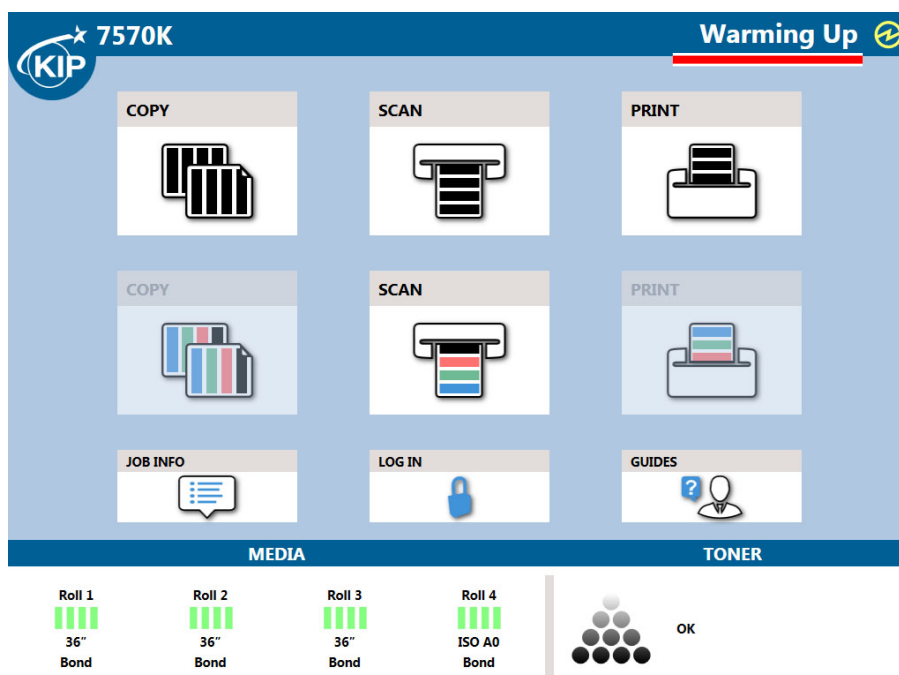 7570K
Warming Up
KIP
COPY
SCAN
PRINT
COPY
SCAN
PRINT
JOB INFO
LOG IN
GUIDES
?
MEDIA
TONER
Roll 1
36"
Bond
Roll 2
36"
Bond
Roll 3
36"
Bond
Roll 4
ISO A0
Bond
OK